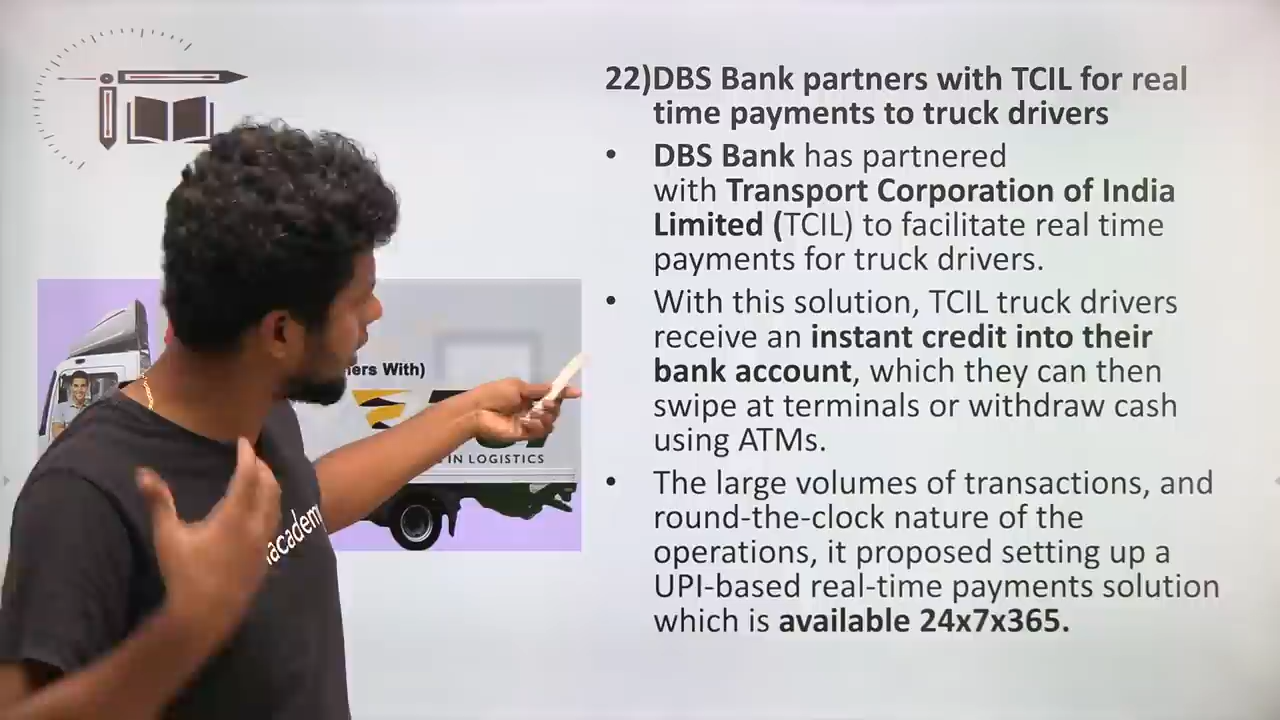 22)DBS Bank partners with TCIL for real
time payments to truck drivers
• DBS Bank has partnered
with Transport Corporation of India
Limited (TCIL) to facilitate real time
payments for truck drivers.
• With this solution, TCIL truck drivers
receive an instant credit into their
bank account, which they can then
swipe at terminals or withdraw cash
using ATMs.
• The large volumes of transactions, and
round-the-clock nature of the
operations, it proposed setting up a
UPI-based real-time payments solution
which is available 24x7x365.
With)
IN LOGISTICS